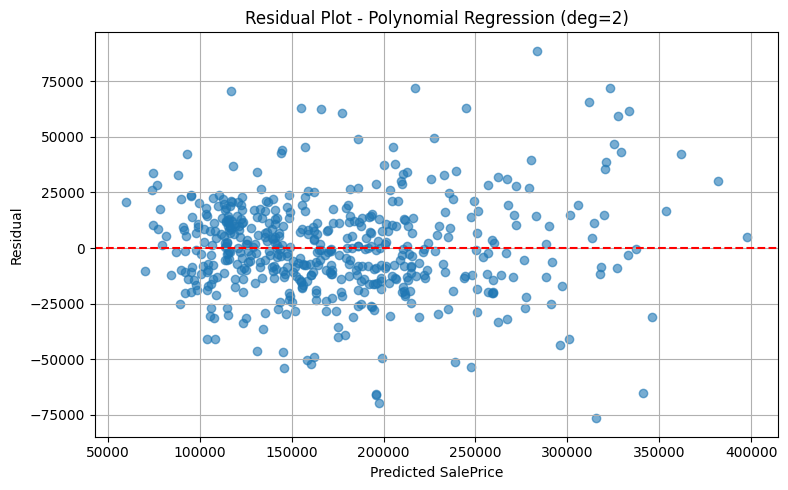 Residual Plot - Polynomial Regression (deg=2)
75000
50000
25000
0
−25000
−50000
−75000
Residual
50000 100000 150000 200000 250000 300000 350000 400000
Predicted SalePrice